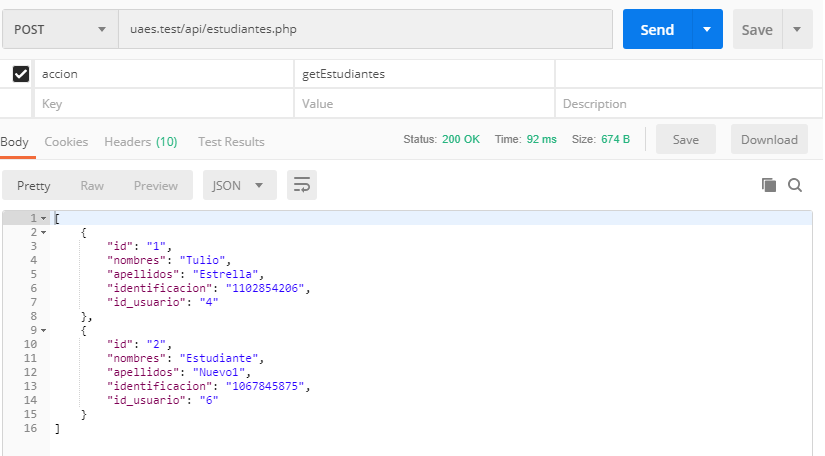 POST uaes.test/api/estudiantes.php Send Save
accion getEstudiantes
Key Value Description
Body Cookies Headers (10) Test Results Status: 200 OK Time: 92 ms Size: 674 B Save Download
Pretty Raw Preview JSON
1 [
2 {
3 "id": "1",
4 "nombres": "Tulio",
5 "apellidos": "Estrella",
6 "identificacion": "1102854206",
7 "id_usuario": "4"
8 },
9 {
10 "id": "2",
11 "nombres": "Estudiante",
12 "apellidos": "Nuevo1",
13 "identificacion": "1067845875",
14 "id_usuario": "6"
15 }
16 ]